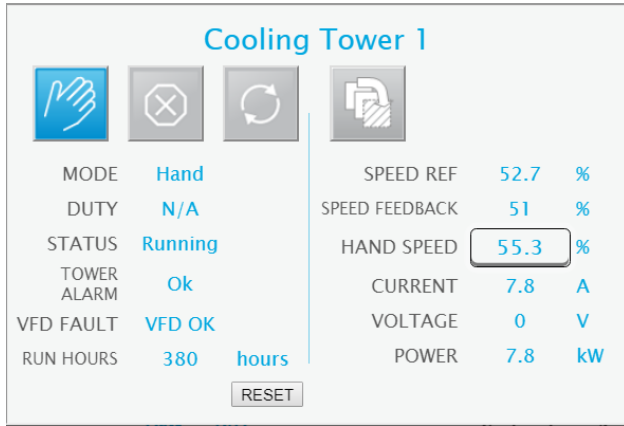 Cooling Tower 1
MODE Hand
DUTY N/A
STATUS Running
TOWER
ALARM Ok
VFD FAULT VFD OK
RUN HOURS 380 hours
RESET
SPEED REF 52.7 %
SPEED FEEDBACK 51 %
HAND SPEED 55.3 %
CURRENT 7.8 A
VOLTAGE 0 V
POWER 7.8 kW